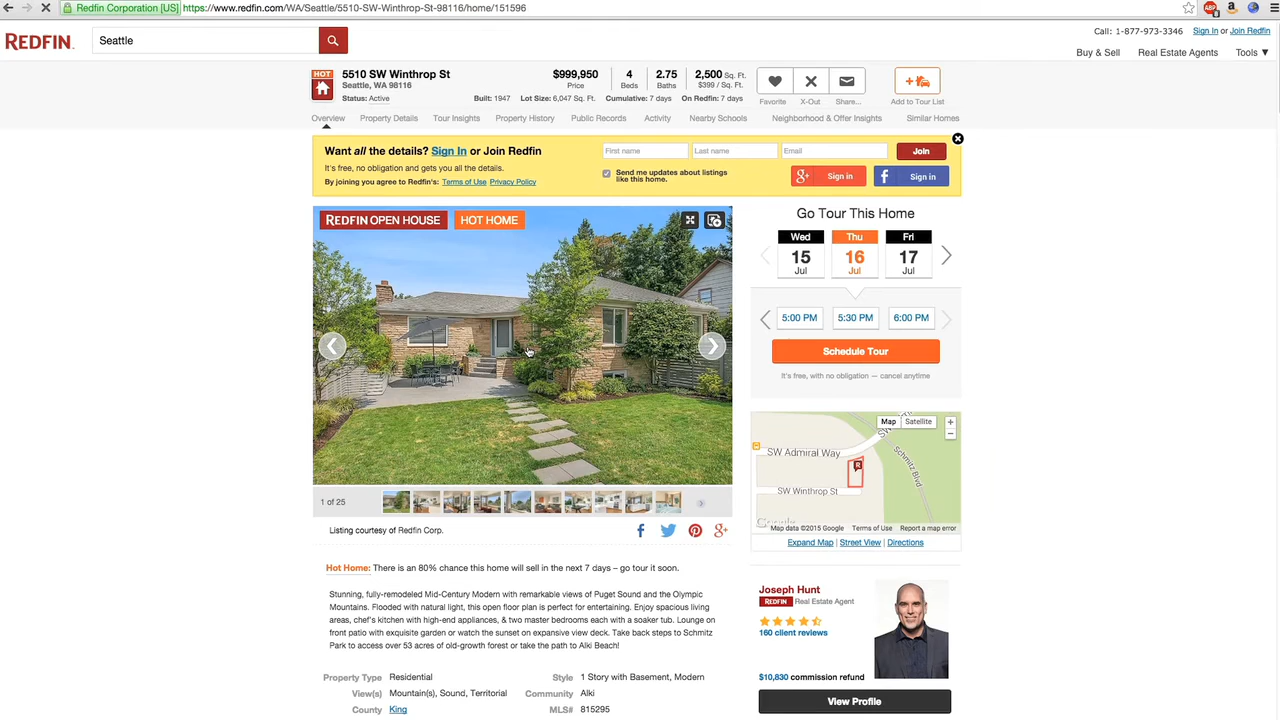 Redfin Corporation [US] https://www.redfin.com/WA/Seattle/5510-SW-Winthrop-St-98116/home/151596
Call: 1-877-973-3346 Sign In or Join Redfin
REDFIN. Seattle
Buy & Sell Real Estate Agents Tools ▼
HOT 5510 SW Winthrop St $999,950 4 2.75 2,500 Sq. Ft.
Seattle, WA 98116 Price Beds Baths $399 / Sq. Ft.
Status: Active Built: 1947 Lot Size: 6,047 Sq. Ft. Cumulative: 7 days On Redfin: 7 days
Favorite X-Out Share... Add to Tour List
Overview Property Details Tour Insights Property History Public Records Activity Nearby Schools Neighborhood & Offer Insights Similar Homes
Want all the details? Sign In or Join Redfin
First name Last name Email Join
It's free, no obligation and gets you all the details.
Send me updates about listings
like this home.
By joining you agree to Redfin's: Terms of Use Privacy Policy
Sign in Sign in
REDFIN OPEN HOUSE HOT HOME
1 of 25
Listing courtesy of Redfin Corp.
Hot Home: There is an 80% chance this home will sell in the next 7 days – go tour it soon.
Stunning, fully-remodeled Mid-Century Modern with remarkable views of Puget Sound and the Olympic
Mountains. Flooded with natural light, this open floor plan is perfect for entertaining. Enjoy spacious living
areas, chef's kitchen with high-end appliances, & two master bedrooms each with a soaker tub. Lounge on
front patio with exquisite garden or watch the sunset on expansive view deck. Take back steps to Schmitz
Park to access over 53 acres of old-growth forest or take the path to Alki Beach!
Property Type Residential Style 1 Story with Basement, Modern
View(s) Mountain(s), Sound, Territorial Community Alki
County King MLS# 815295
Go Tour This Home
Wed Thu Fri
15 16 17
Jul Jul Jul
5:00 PM 5:30 PM 6:00 PM
Schedule Tour
It's free, with no obligation — cancel anytime
Map Satellite
SW Admiral Way
Schmitz Blvd
SW Winthrop St
Google
Map data ©2015 Google Terms of Use Report a map error
Expand Map | Street View | Directions
Joseph Hunt
REDFIN Real Estate Agent
160 client reviews
$10,830 commission refund
View Profile